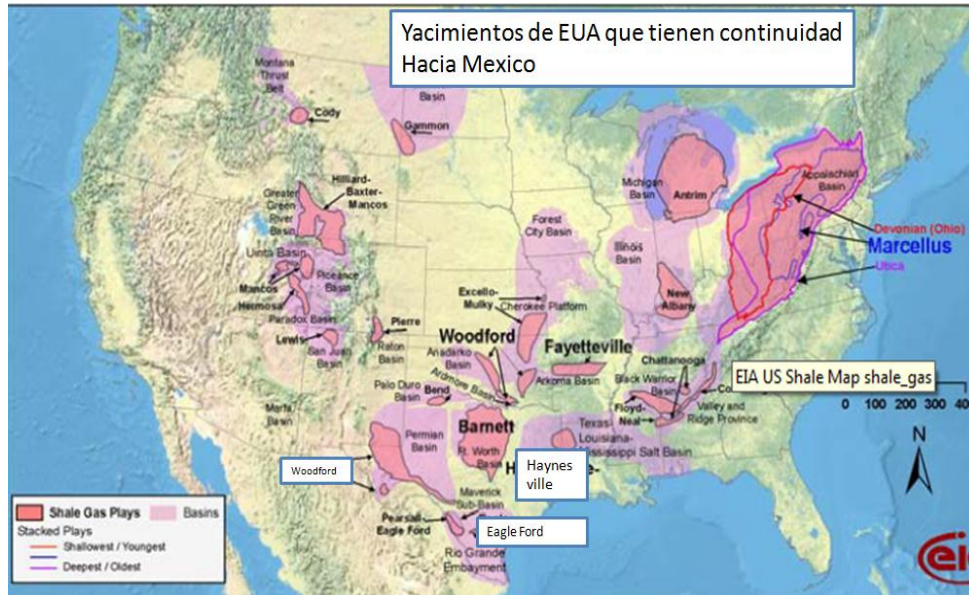 Yacimientos de EUA que tienen continuidad
Hacia Mexico
Montana
Thrust
Belt
Cody
Basin
Gammon
Hilliard-
Baxter-
Mancos
Greater
Green
River
Basin
Uinta Basin
Mancos
Piceance
Basin
Hermosa
Paradox Basin
Lewis
San Juan
Basin
Pierre
Raton
Basin
Michigan
Basin
Antrim
Appalachian
Basin
Devonian (Ohio)
Marcellus
Utica
Forest
City Basin
Illinois
Basin
New
Albany
Excello-
Mulky
Cherokee Platform
Woodford
Anadarko
Basin
Ardmore Basin
Fayetteville
Arkoma Basin
Chattanooga
Black Warrior
Basin
Floyd-
Neal
Valley and
Ridge Province
EIA US Shale Map shale_gas
0 100 200 300 40
N
Palo Duro
Basin
Bend
Marfa
Basin
Permian
Basin
Barnett
Ft. Worth
Basin
Texas-
Louisiana-
Mississippi Salt Basin
Haynes
ville
Woodford
Maverick
Sub-Basin
Pearsall-
Eagle Ford
Eagle Ford
Rio Grande
Embayment
Shale Gas Plays
Basins
Stacked Plays
Shallowest / Youngest
Deepest / Oldest